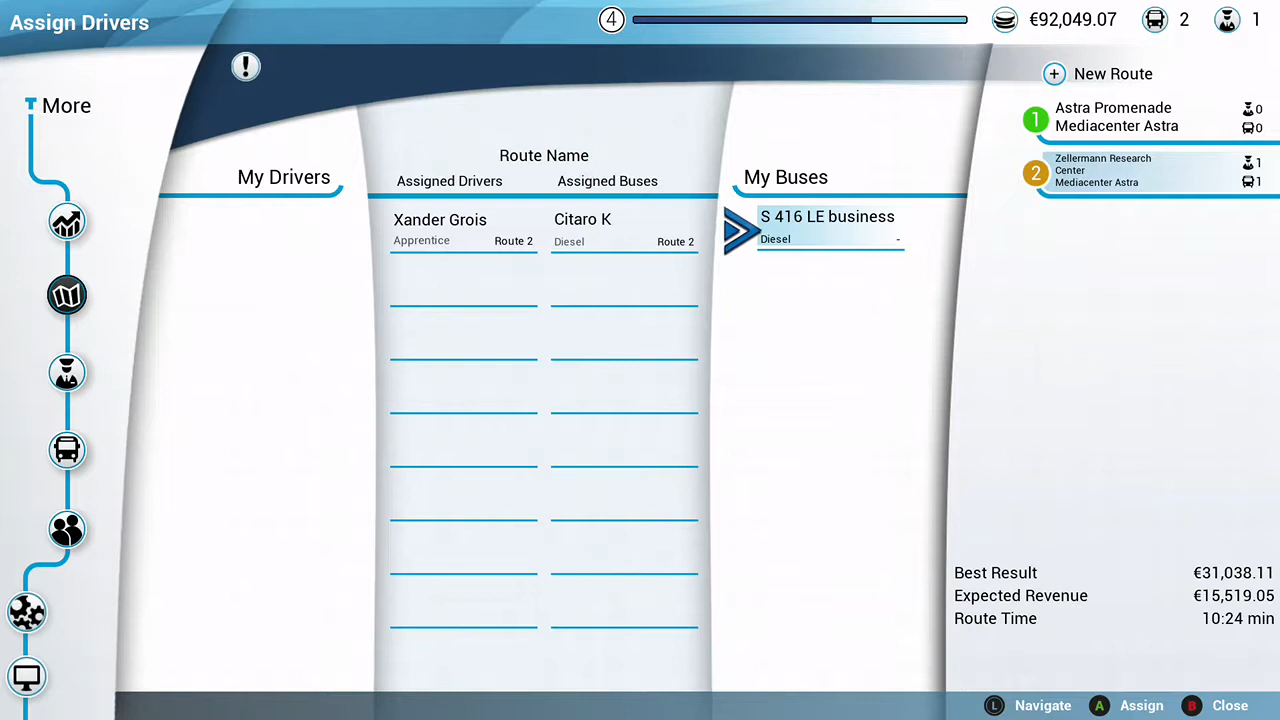 Assign Drivers
4
€92,049.07
2
1
!
More
My Drivers
Route Name
Assigned Drivers
Assigned Buses
Xander Grois
Apprentice
Route 2
Citaro K
Diesel
Route 2
My Buses
S 416 LE business
Diesel
-
+ New Route
1
Astra Promenade
Mediacenter Astra
0
0
2
Zellermann Research
Center
Mediacenter Astra
1
1
Best Result €31,038.11
Expected Revenue €15,519.05
Route Time 10:24 min
L Navigate A Assign B Close